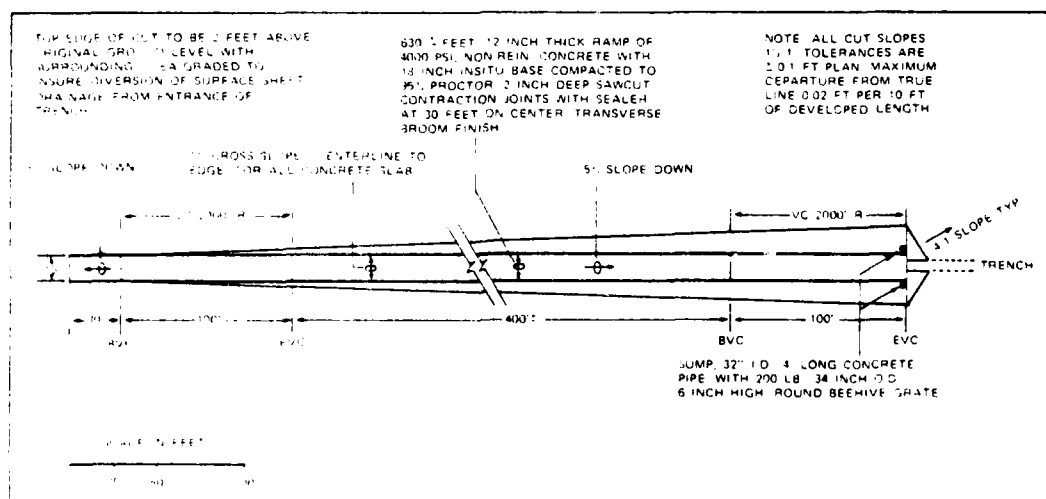 TOP EDGE OF CUT TO BE 2 FEET ABOVE
LEVEL WITH
GRADED TO
DIVERSION OF SURFACE SHEET
DRAINAGE FROM ENTRANCE OF
TRENCH
630 FEET, 12 INCH THICK RAMP OF
4000 PSI, NON REIN CONCRETE WITH
18 INCH INSITU BASE COMPACTED TO
95% PROCTOR 2 INCH DEEP SAWCUT
CONTRACTION JOINTS WITH SEALER
AT 30 FEET ON CENTER TRANSVERSE
BROOM FINISH
NOTE ALL CUT SLOPES
TOLERANCES ARE
FT PLAN. MAXIMUM
DEPARTURE FROM TRUE
LINE 0.02 FT PER 10 FT
OF DEVELOPED LENGTH
SLOPE DOWN
CROSS SLOPE CENTERLINE TO
EDGE FOR ALL CONCRETE SLAB
5% SLOPE DOWN
VC 2000' R
4:1 SLOPE TYP
TRENCH
100'
400'±
100'
BVC
EVC
BVC
EVC
SUMP, 32" I.D. LONG CONCRETE
PIPE WITH 200 LB 34 INCH O.D.
6 INCH HIGH ROUND BEEHIVE GRATE
IN FEET